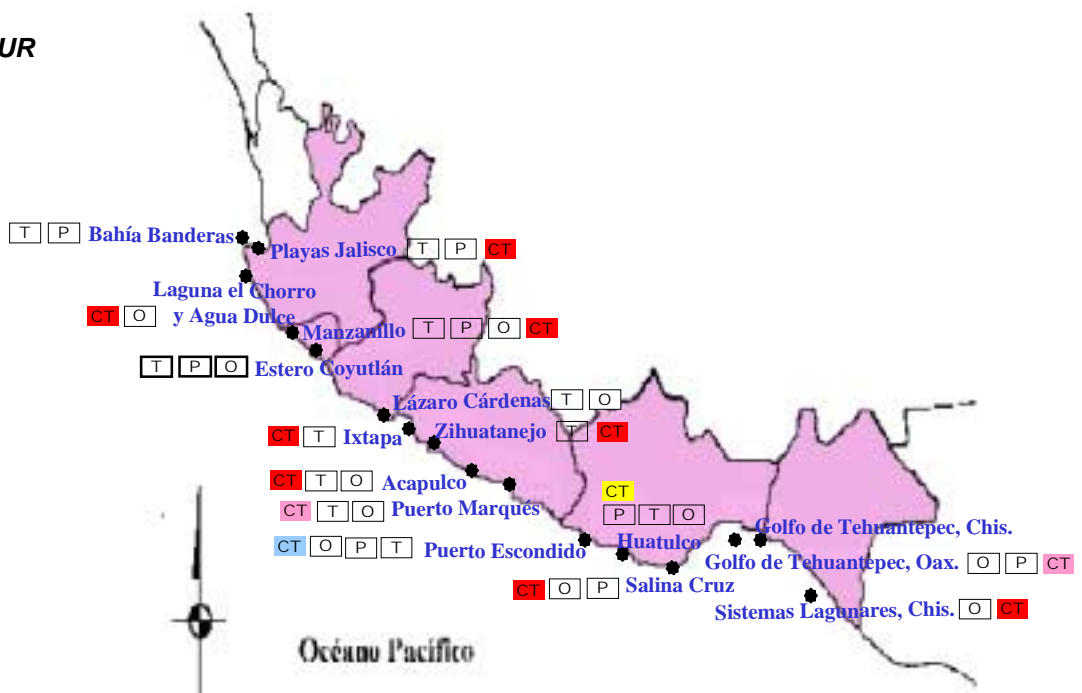 UR
T P Bahía Banderas
Playas Jalisco T P CT
Laguna el Chorro
CT O y Agua Dulce
Manzanillo T P O CT
T P O Estero Coyutlán
Lázaro Cárdenas T O
CT T Ixtapa
Zihuatanejo T CT
CT T O Acapulco
CT
CT T O Puerto Marqués
P T O
CT O P T Puerto Escondido
Huatulco
Golfo de Tehuantepec, Chis.
Golfo de Tehuantepec, Oax. O P CT
CT O P Salina Cruz
Sistemas Lagunares, Chis. O CT
Océano Pacífico